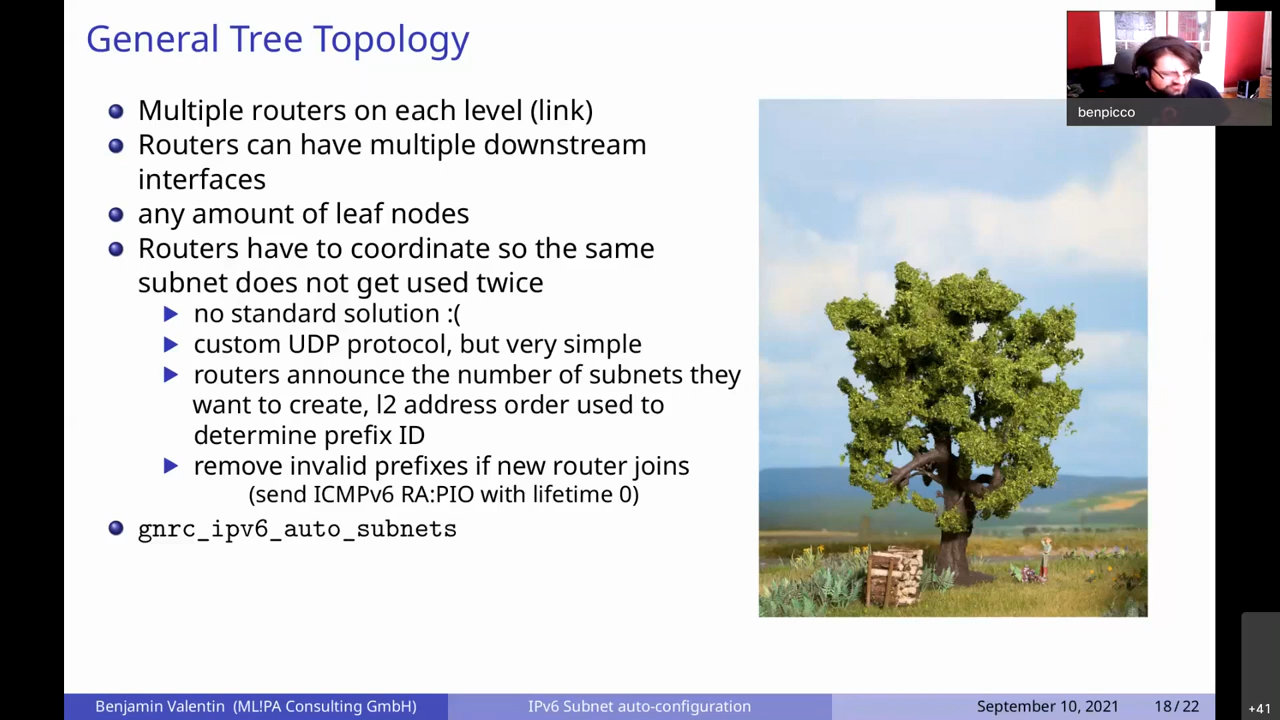 General Tree Topology
benpicco
Multiple routers on each level (link)
Routers can have multiple downstream
interfaces
any amount of leaf nodes
Routers have to coordinate so the same
subnet does not get used twice
no standard solution :(
custom UDP protocol, but very simple
routers announce the number of subnets they
want to create, l2 address order used to
determine prefix ID
remove invalid prefixes if new router joins
(send ICMPv6 RA:PIO with lifetime 0)
gnrc_ipv6_auto_subnets
Benjamin Valentin (ML!PA Consulting GmbH) IPv6 Subnet auto-configuration September 10, 2021 18 / 22
+41